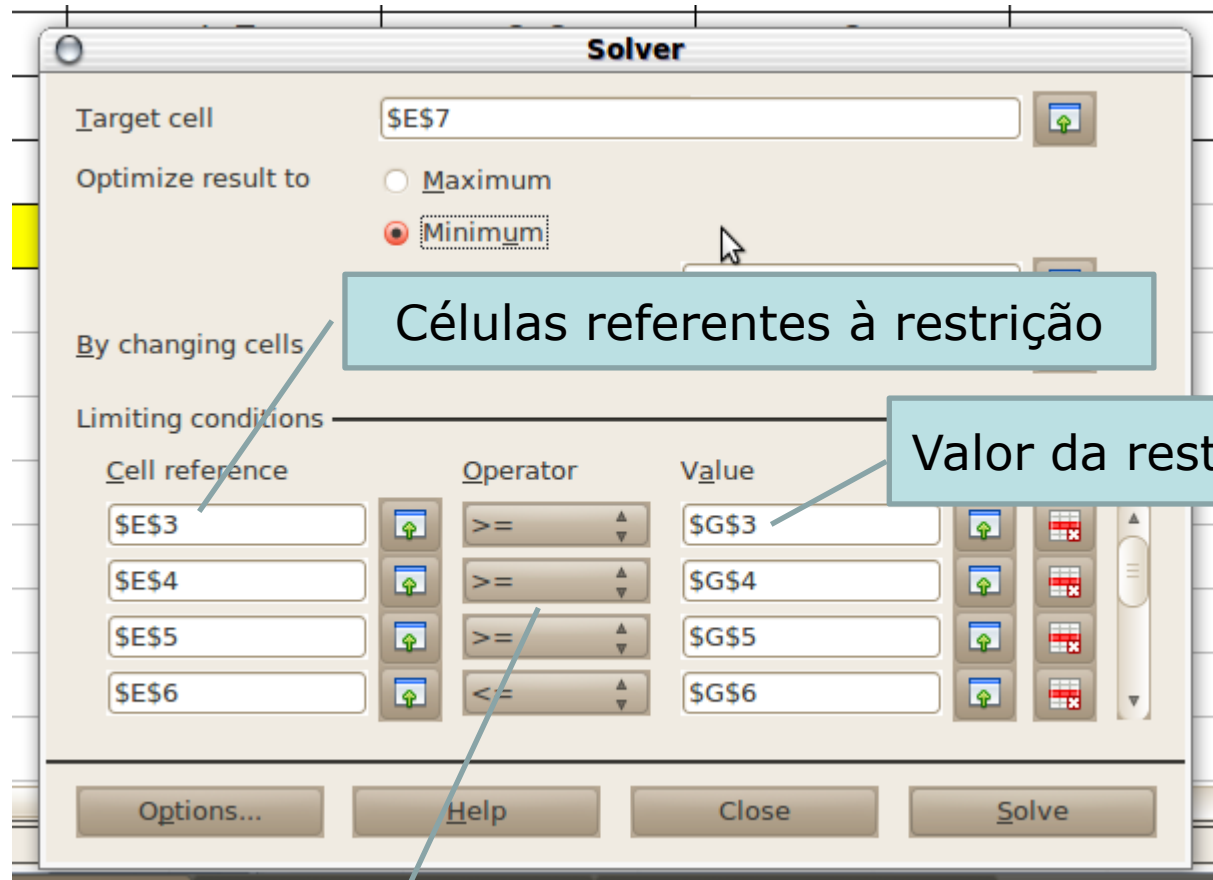 Solver
Target cell $E$7
Optimize result to Maximum
Minimum
Células referentes à restrição
By changing cells
Limiting conditions
Valor da rest
Cell reference Operator Value
$E$3 >= $G$3
$E$4 >= $G$4
$E$5 >= $G$5
$E$6 <= $G$6
Options... Help Close Solve